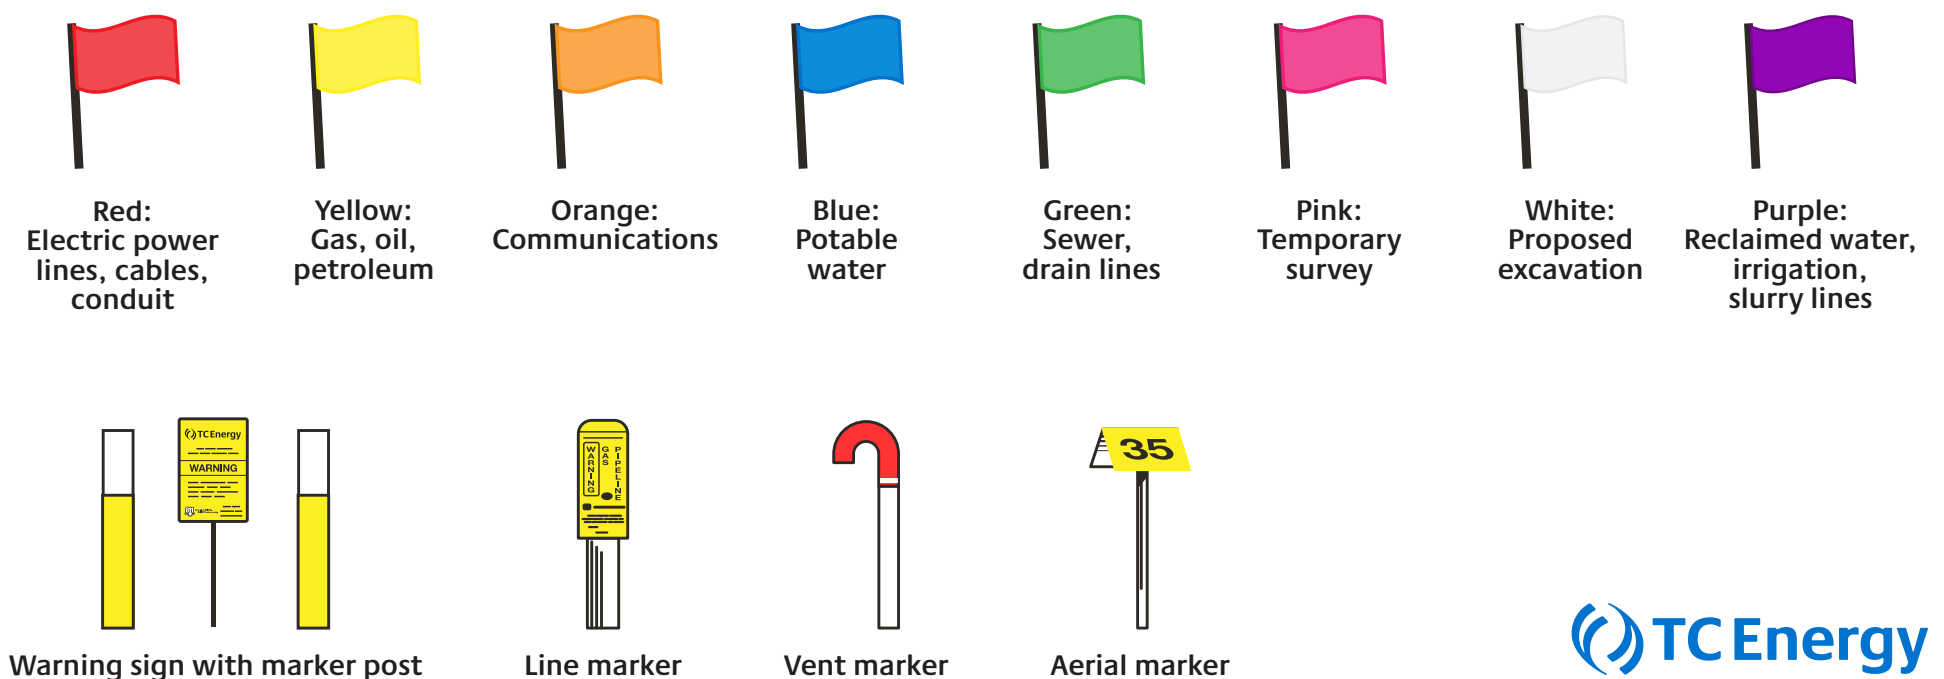 Red:
Electric power
lines, cables,
conduit
Yellow:
Gas, oil,
petroleum
Orange:
Communications
Blue:
Potable
water
Green:
Sewer,
drain lines
Pink:
Temporary
survey
White:
Proposed
excavation
Purple:
Reclaimed water,
irrigation,
slurry lines
TC Energy
WARNING
Warning sign with marker post
WARNING
GAS
PIPELINE
Line marker
Vent marker
35
Aerial marker
TC Energy